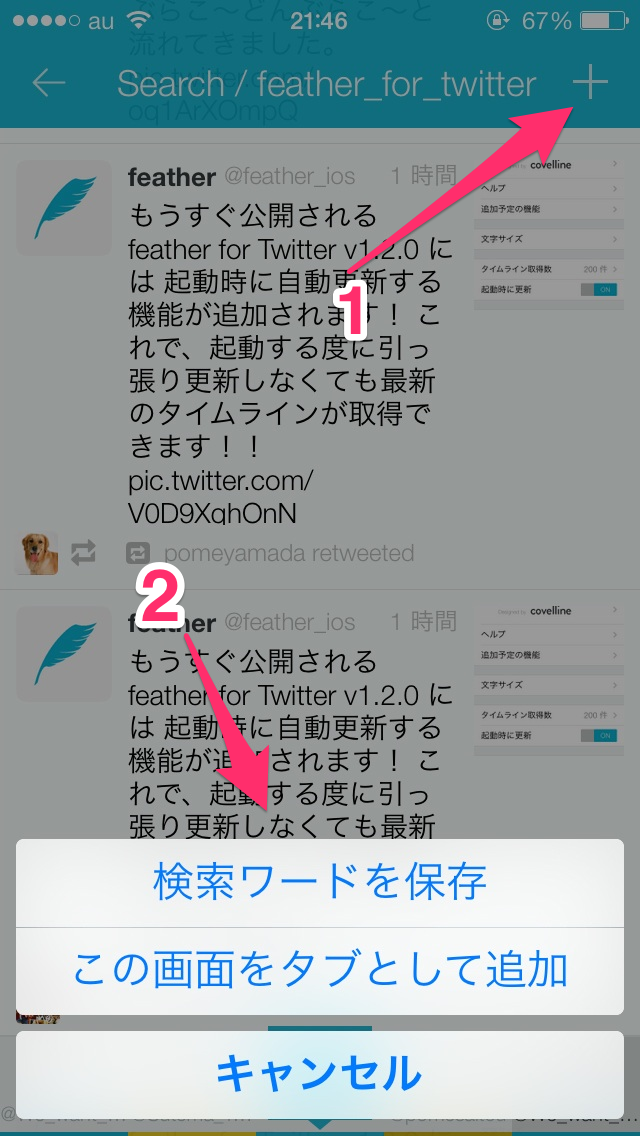 au 21:46 67%
流れてきました。
pic.twitter.com/
oq1ArXOmpQ
Search / feather_for_twitter
feather @feather_ios 1 時間
もうすぐ公開される
feather for Twitter v1.2.0 に
は 起動時に自動更新する
機能が追加されます！ こ
れで、起動する度に引っ
張り更新しなくても最新
のタイムラインが取得で
きます！！
pic.twitter.com/
V0D9XqhOnN
covelline
ヘルプ
追加予定の機能
文字サイズ
タイムライン取得数 200 件
起動時に更新 ON
1
pomeyamada retweeted
2
feather @feather_ios 1 時間
もうすぐ公開される
feather for Twitter v1.2.0 に
は 起動時に自動更新する
機能が追加されます！ こ
れで、起動する度に引っ
張り更新しなくても最新
Designed by covelline
ヘルプ
追加予定の機能
文字サイズ
タイムライン取得数 200 件
起動時に更新 ON
検索ワードを保存
この画面をタブとして追加
キャンセル